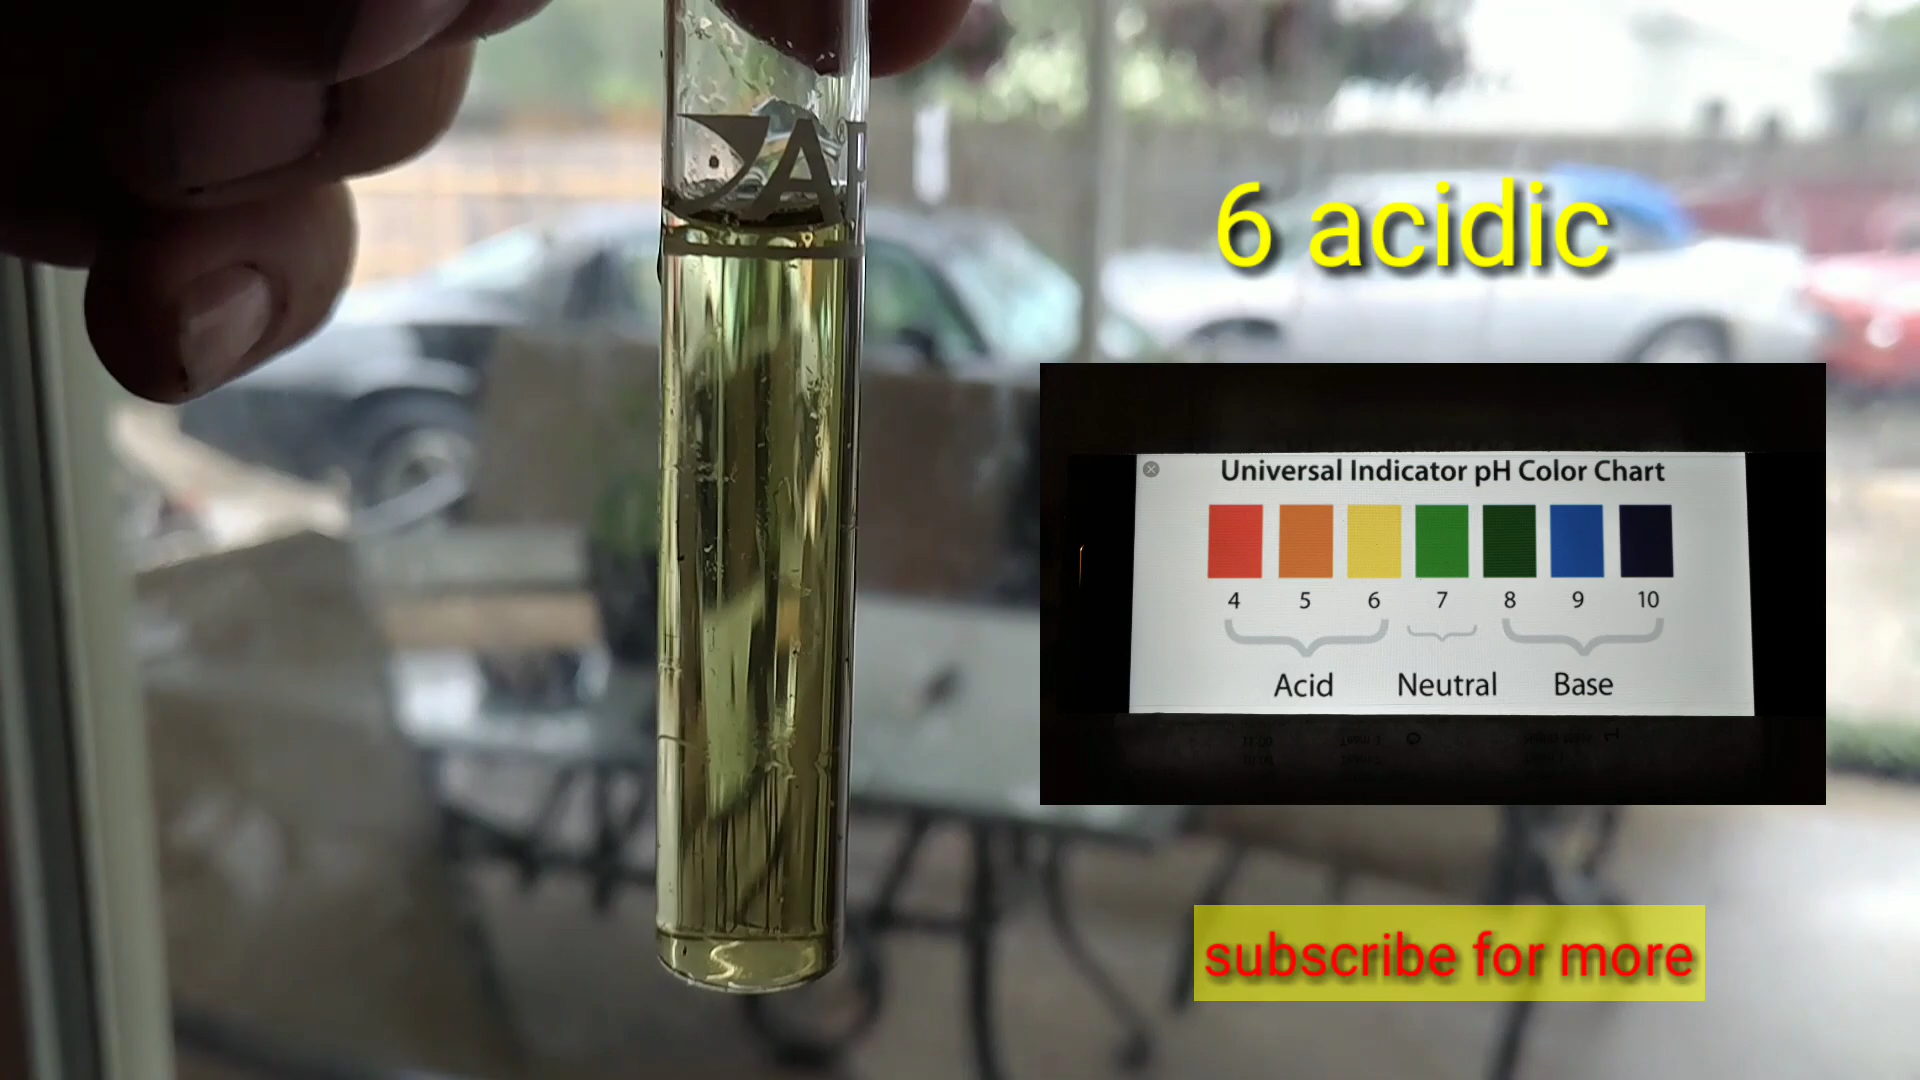 AP
6 acidic
Universal Indicator pH Color Chart
4 5 6 7 8 9 10
Acid Neutral Base
subscribe for more